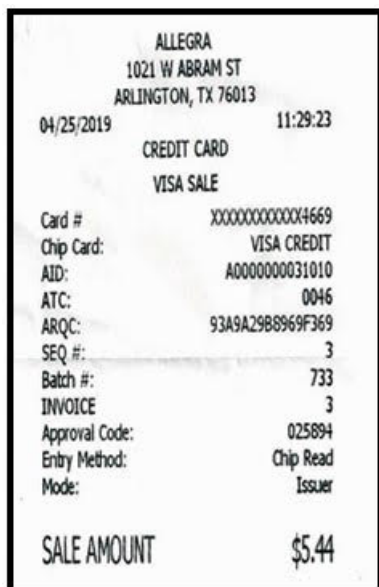 ALLEGRA
1021 W ABRAM ST
ARLINGTON, TX 76013
04/25/2019 11:29:23
CREDIT CARD
VISA SALE
Card # XXXXXXXXXXXX4669
Chip Card: VISA CREDIT
AID: A0000000031010
ATC: 0046
ARQC: 93A9A29B8969F369
SEQ #: 3
Batch #: 733
INVOICE 3
Approval Code: 025894
Entry Method: Chip Read
Mode: Issuer
SALE AMOUNT $5.44